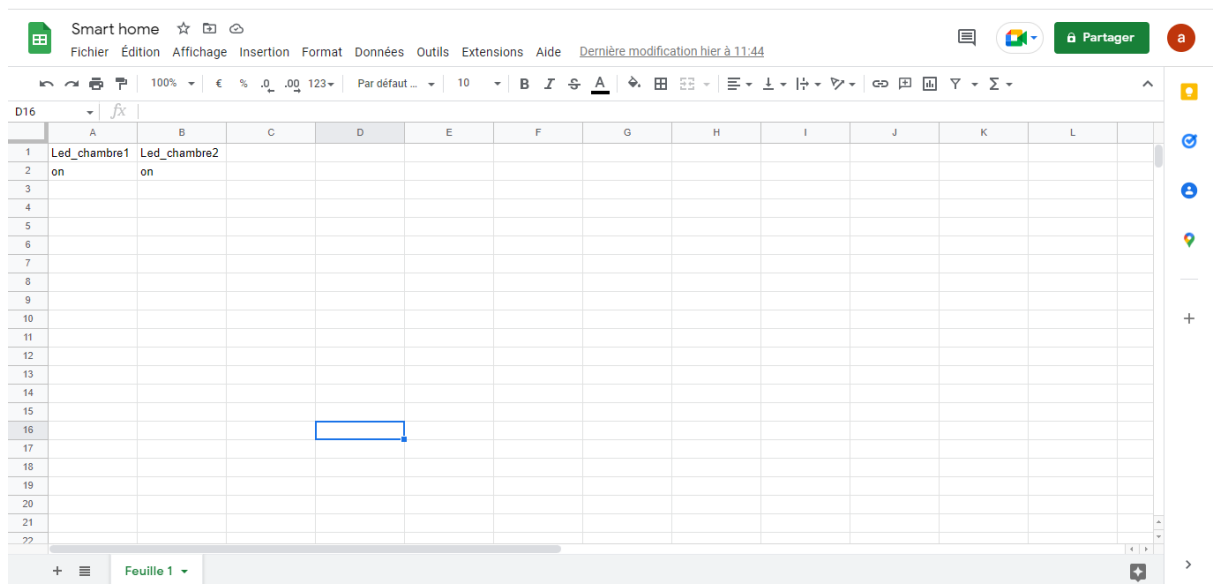 Smart home
Fichier Édition Affichage Insertion Format Données Outils Extensions Aide Dernière modification hier à 11:44
Partager
a
100% € % .0 .00 123 Par défaut ... 10 B I S A
D16 fx
A B C D E F G H I J K L
1 Led_chambre1 Led_chambre2
2 on on
3
4
5
6
7
8
9
10
11
12
13
14
15
16
17
18
19
20
21
22
+ Feuille 1